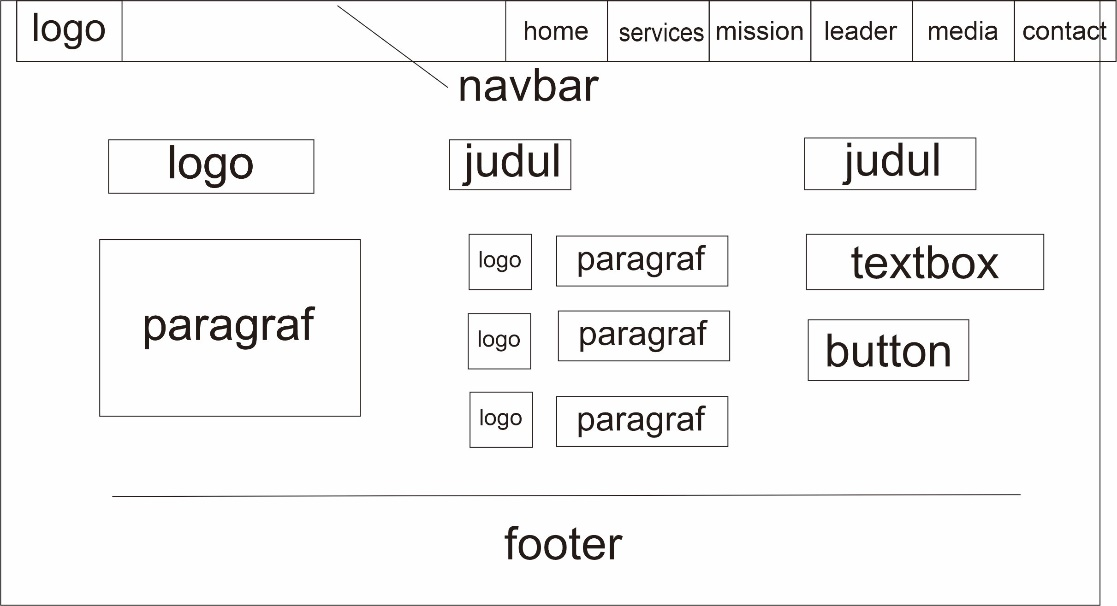 logo
home
services
mission
leader
media
contact
navbar
logo
judul
judul
paragraf
logo
paragraf
logo
paragraf
logo
paragraf
textbox
button
footer